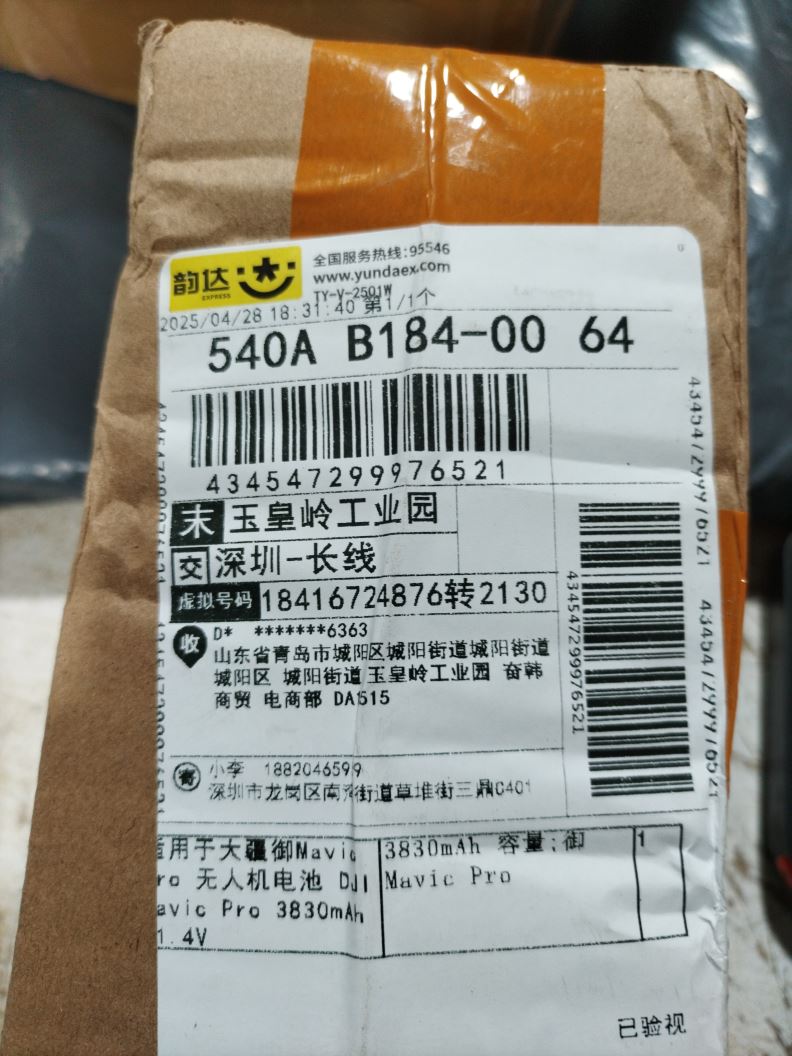 韵达
EXPRESS
全国服务热线:95546
www.yundaex.com
TY-V-2501W
2025/04/28 18:31:40 第1/1个
540A B184-00 64
434547299976521
末 玉皇岭工业园
交 深圳-长线
虚拟号码 18416724876转2130
收 D* *******6363
山东省青岛市城阳区城阳街道城阳街道
城阳区 城阳街道玉皇岭工业园 奋韩
商贸 电商部 DA515
寄 小李 1882046599
深圳市龙岗区南湾街道草堆街三鼎C401
适用于大疆御Mavic
ro 无人机电池 DJI
avic Pro 3830mAh
1.4V
3830mAh 容量;御
Mavic Pro
1
434547299976521
434547299976521
434547299976521
已验视